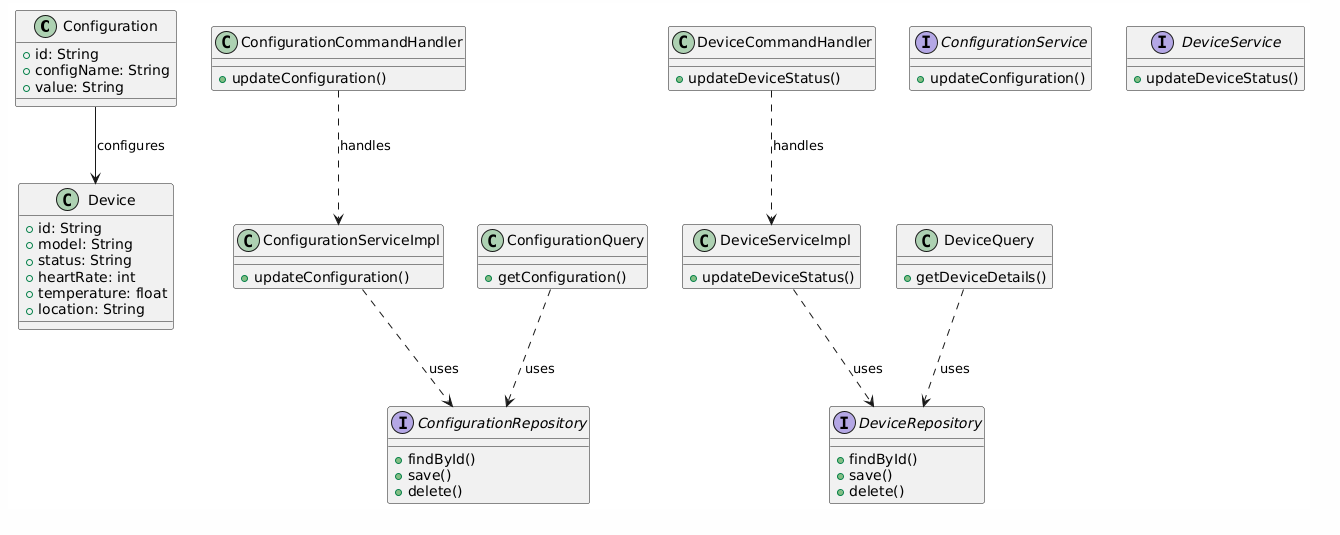 C Configuration
id: String
configName: String
value: String
configures
C Device
id: String
model: String
status: String
heartRate: int
temperature: float
location: String
C ConfigurationCommandHandler
updateConfiguration()
handles
C ConfigurationServiceImpl
updateConfiguration()
C ConfigurationQuery
getConfiguration()
uses
uses
I ConfigurationRepository
findById()
save()
delete()
C DeviceCommandHandler
updateDeviceStatus()
handles
C DeviceServiceImpl
updateDeviceStatus()
C DeviceQuery
getDeviceDetails()
uses
uses
I DeviceRepository
findById()
save()
delete()
I ConfigurationService
updateConfiguration()
I DeviceService
updateDeviceStatus()